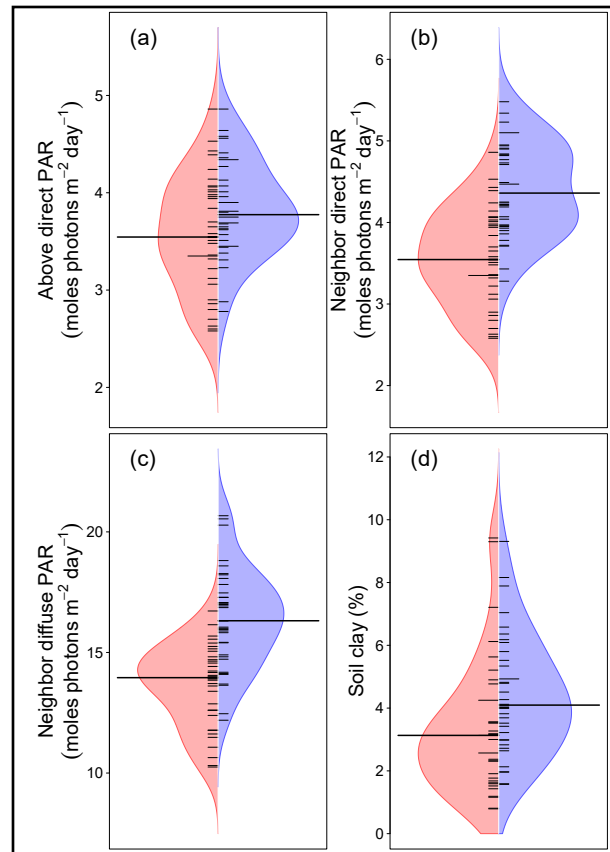 (a)
Above direct PAR
(moles photons m⁻² day⁻¹)
5
4
3
2
(b)
Neighbor direct PAR
(moles photons m⁻² day⁻¹)
6
5
4
3
2
(c)
Neighbor diffuse PAR
(moles photons m⁻² day⁻¹)
20
15
10
(d)
Soil clay (%)
12
10
8
6
4
2
0